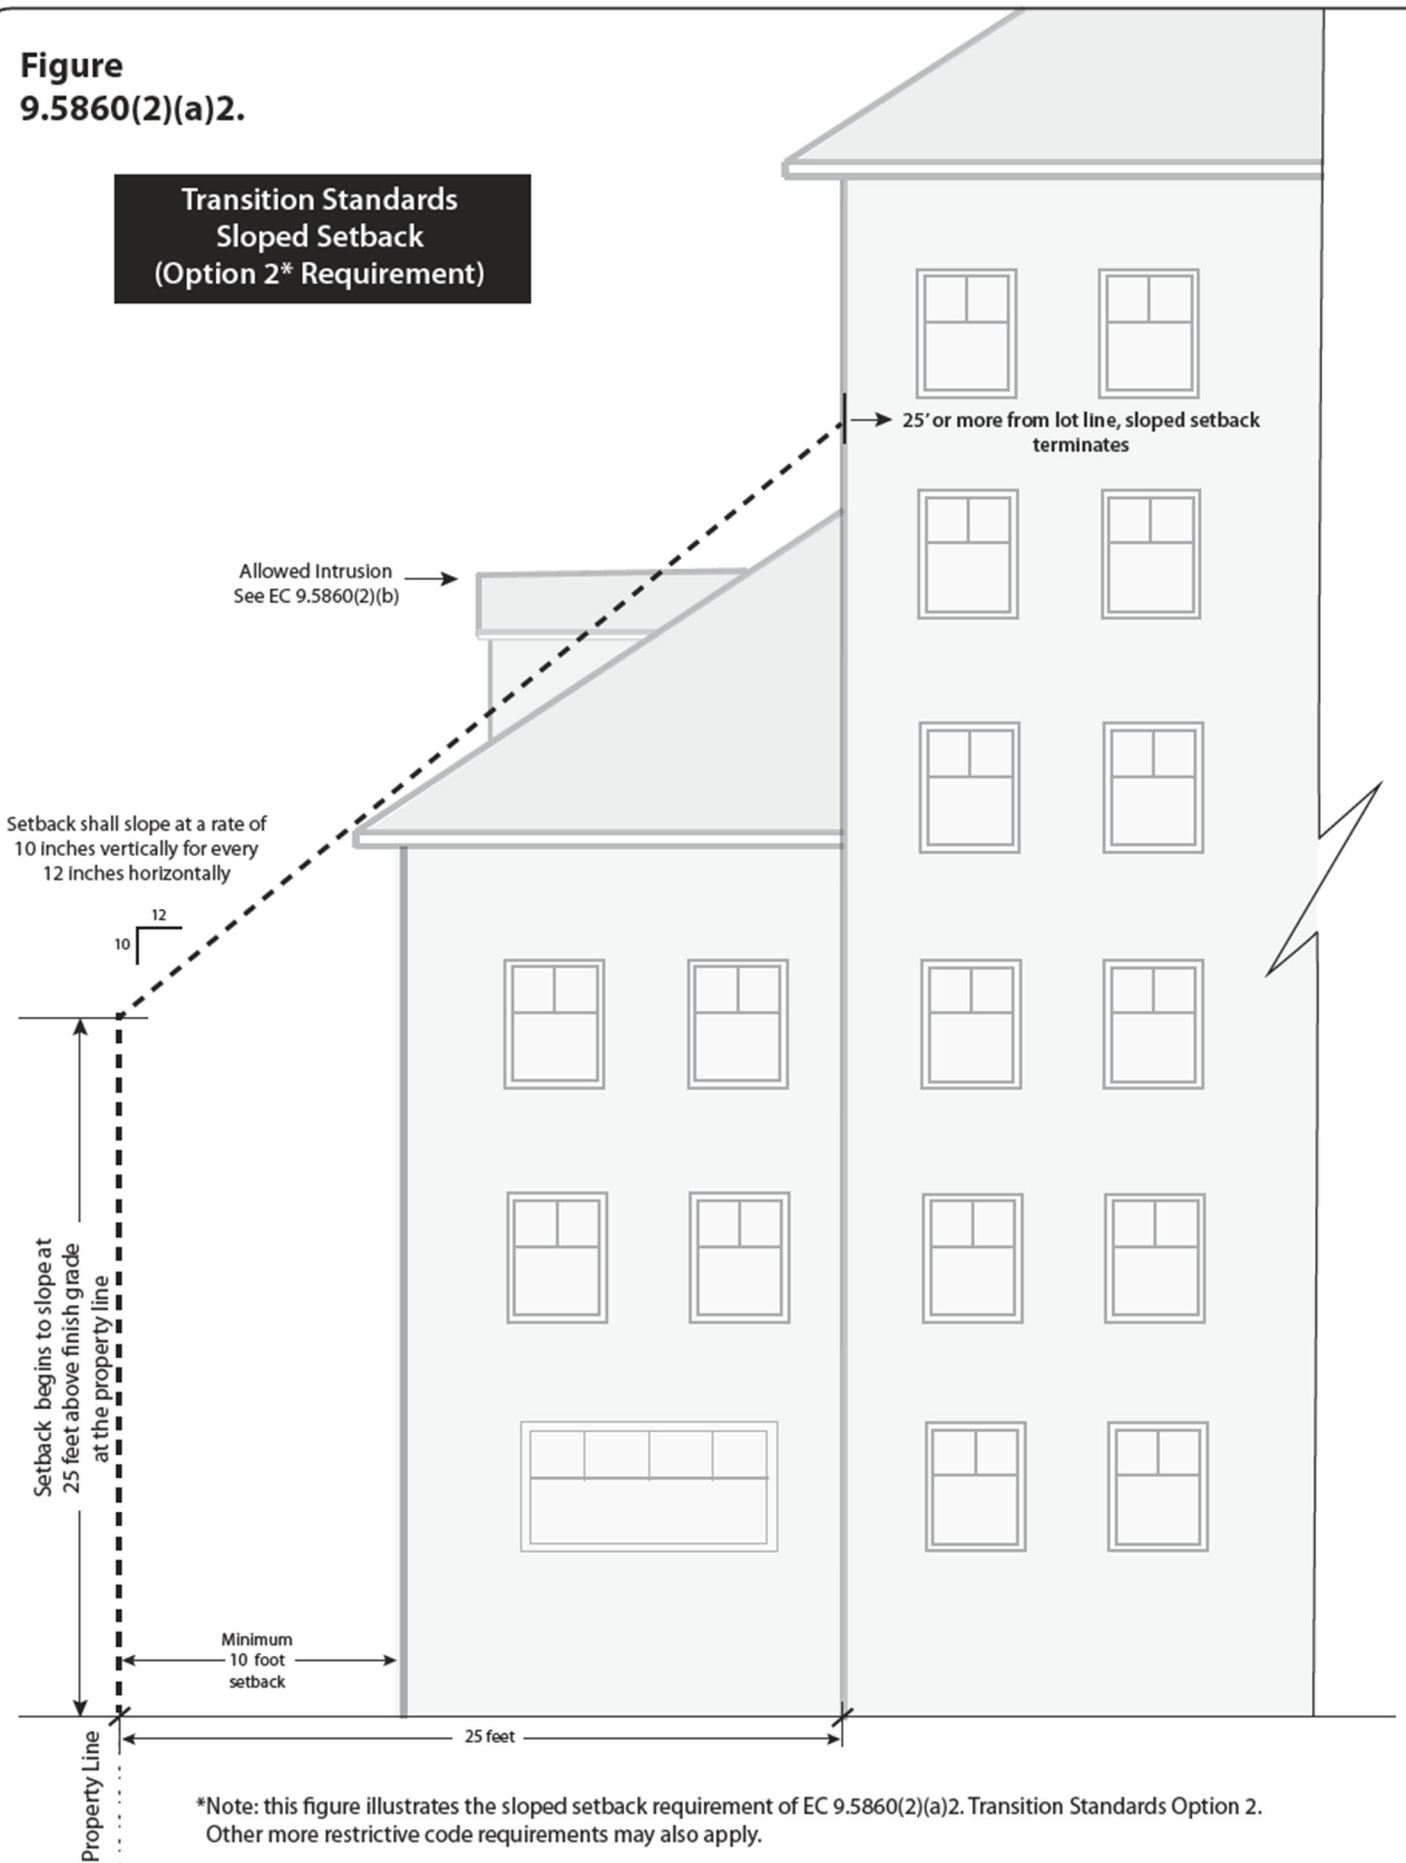 Figure
9.5860(2)(a)2.
Transition Standards
Sloped Setback
(Option 2* Requirement)
25’ or more from lot line, sloped setback
terminates
Allowed Intrusion
See EC 9.5860(2)(b)
Setback shall slope at a rate of
10 inches vertically for every
12 inches horizontally
12
10
Setback begins to slope at
25 feet above finish grade
at the property line
Minimum
10 foot
setback
25 feet
Property Line
*Note: this figure illustrates the sloped setback requirement of EC 9.5860(2)(a)2. Transition Standards Option 2.
Other more restrictive code requirements may also apply.